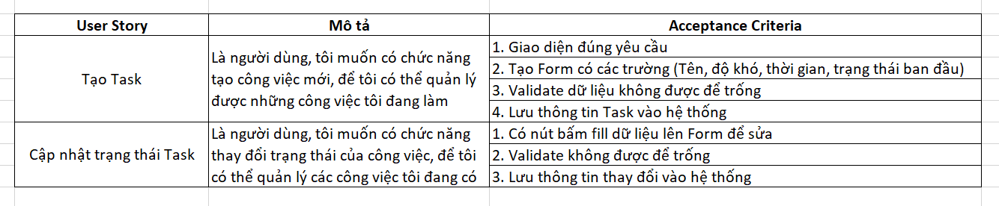 User Story
Mô tả
Acceptance Criteria
Tạo Task
Là người dùng, tôi muốn có chức năng
tạo công việc mới, để tôi có thể quản lý
được những công việc tôi đang làm
1. Giao diện đúng yêu cầu
2. Tạo Form có các trường (Tên, độ khó, thời gian, trạng thái ban đầu)
3. Validate dữ liệu không được để trống
4. Lưu thông tin Task vào hệ thống
Cập nhật trạng thái Task
Là người dùng, tôi muốn có chức năng
thay đổi trạng thái của công việc, để tôi
có thể quản lý các công việc tôi đang có
1. Có nút bấm fill dữ liệu lên Form để sửa
2. Validate không được để trống
3. Lưu thông tin thay đổi vào hệ thống